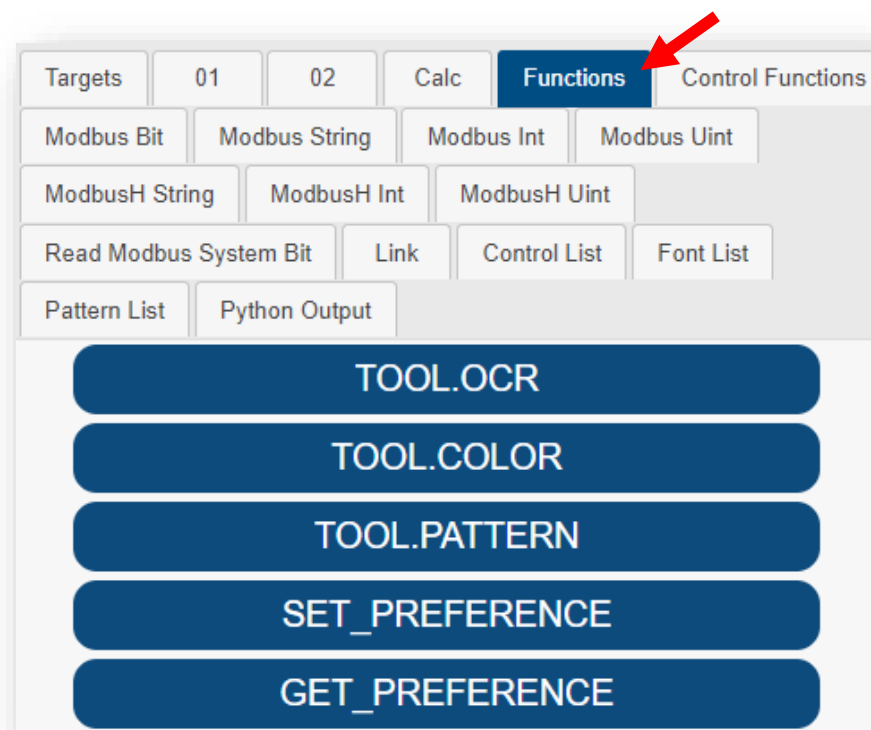 Targets 01 02 Calc Functions Control Functions
Modbus Bit Modbus String Modbus Int Modbus Uint
ModbusH String ModbusH Int ModbusH Uint
Read Modbus System Bit Link Control List Font List
Pattern List Python Output
TOOL.OCR
TOOL.COLOR
TOOL.PATTERN
SET_PREFERENCE
GET_PREFERENCE